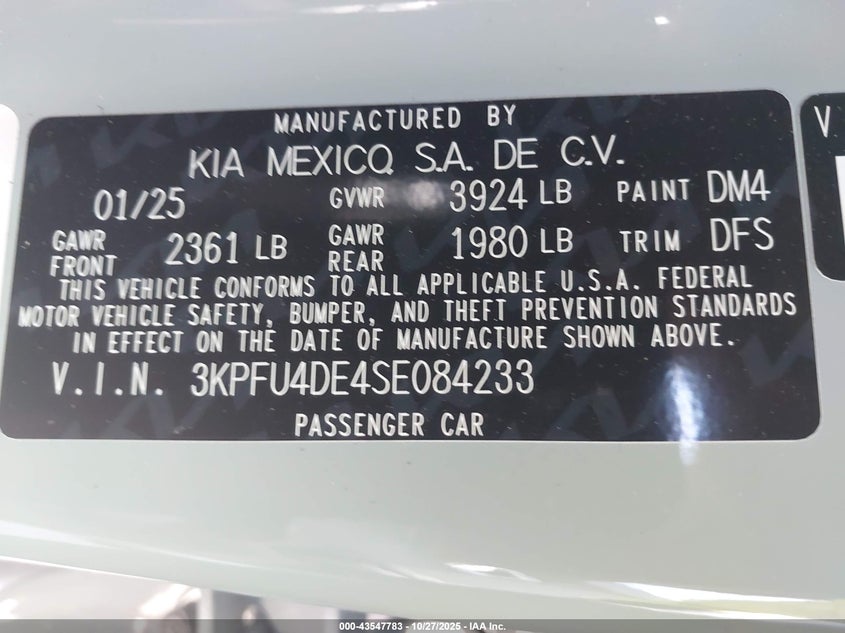 MANUFACTURED BY
KIA MEXICO S.A. DE C.V.
01/25 GVWR 3924 LB PAINT DM4
GAWR FRONT 2361 LB GAWR REAR 1980 LB TRIM DFS
THIS VEHICLE CONFORMS TO ALL APPLICABLE U.S.A. FEDERAL
MOTOR VEHICLE SAFETY, BUMPER, AND THEFT PREVENTION STANDARDS
IN EFFECT ON THE DATE OF MANUFACTURE SHOWN ABOVE.
V.I.N. 3KPFU4DE4SE084233
PASSENGER CAR
V
000-43547783 - 10/27/2025 - IAA Inc.